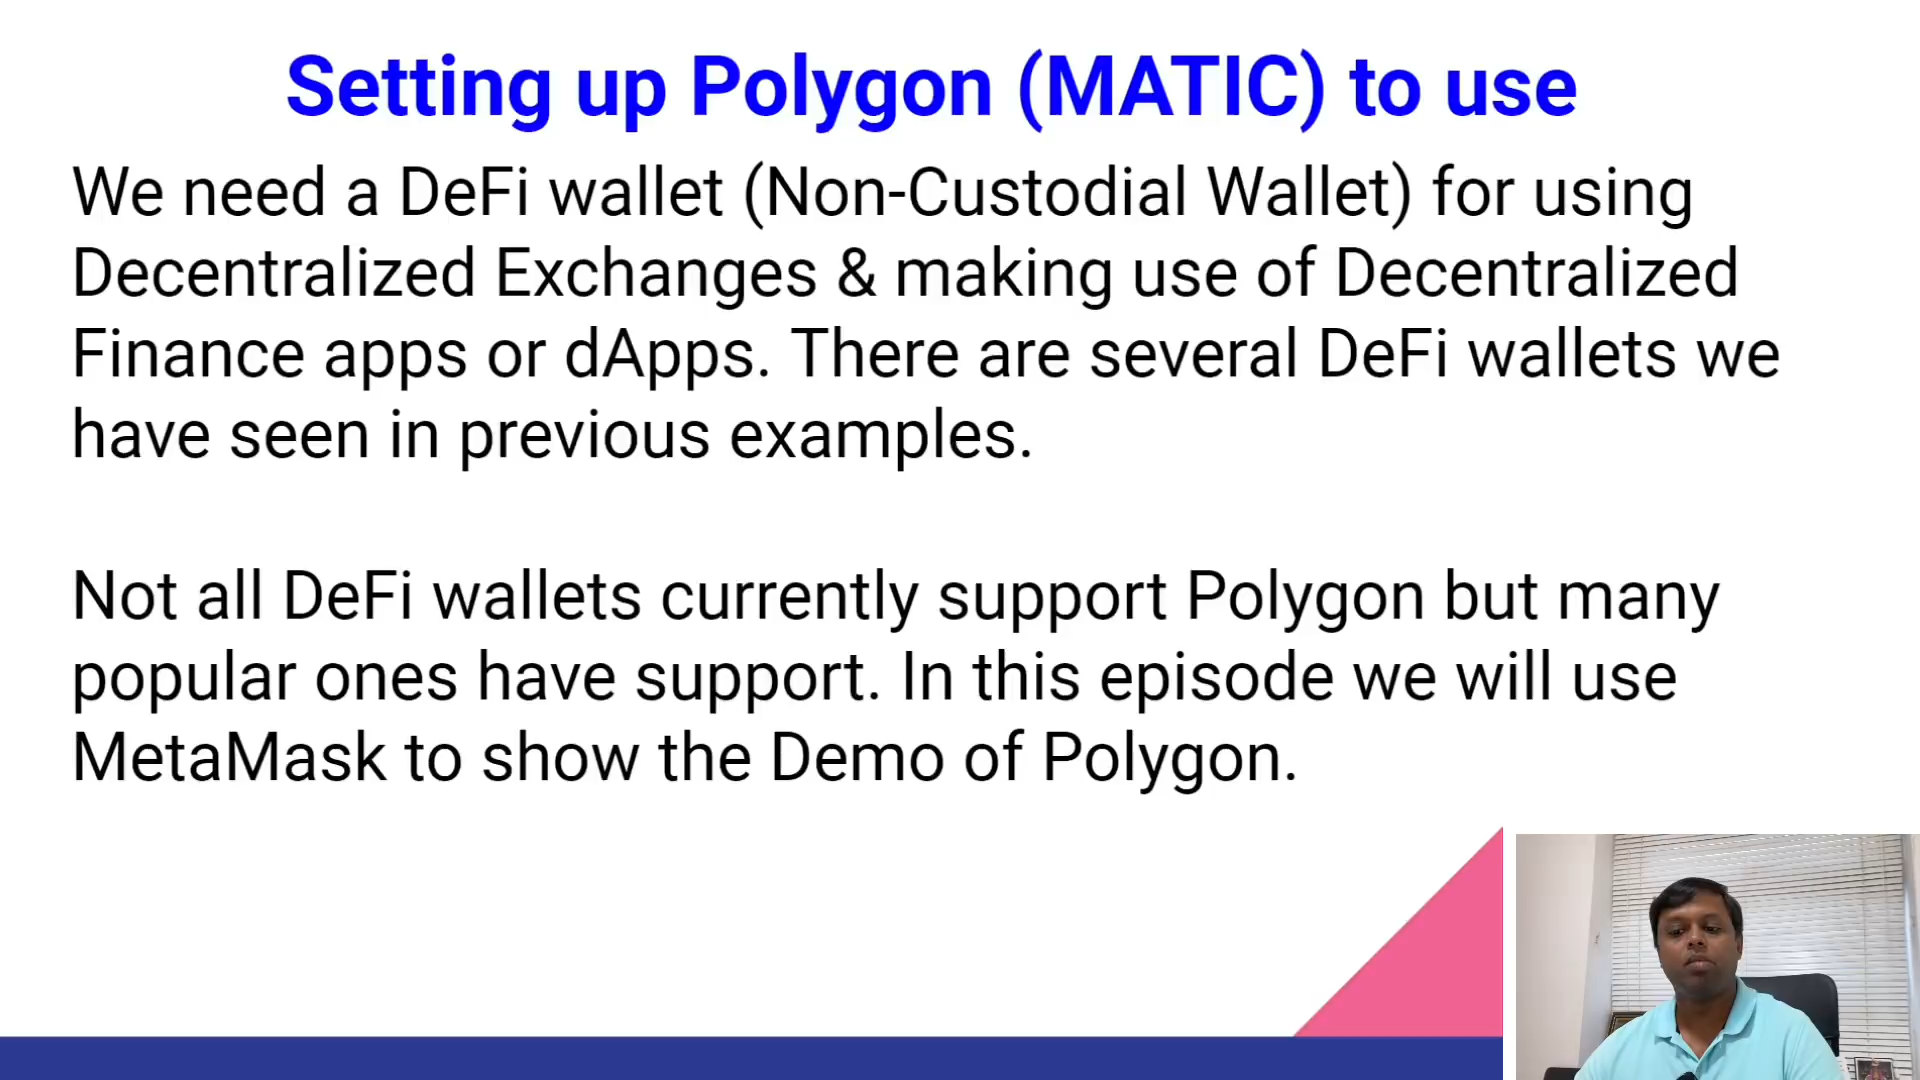 Setting up Polygon (MATIC) to use
We need a DeFi wallet (Non-Custodial Wallet) for using
Decentralized Exchanges & making use of Decentralized
Finance apps or dApps. There are several DeFi wallets we
have seen in previous examples.
Not all DeFi wallets currently support Polygon but many
popular ones have support. In this episode we will use
MetaMask to show the Demo of Polygon.